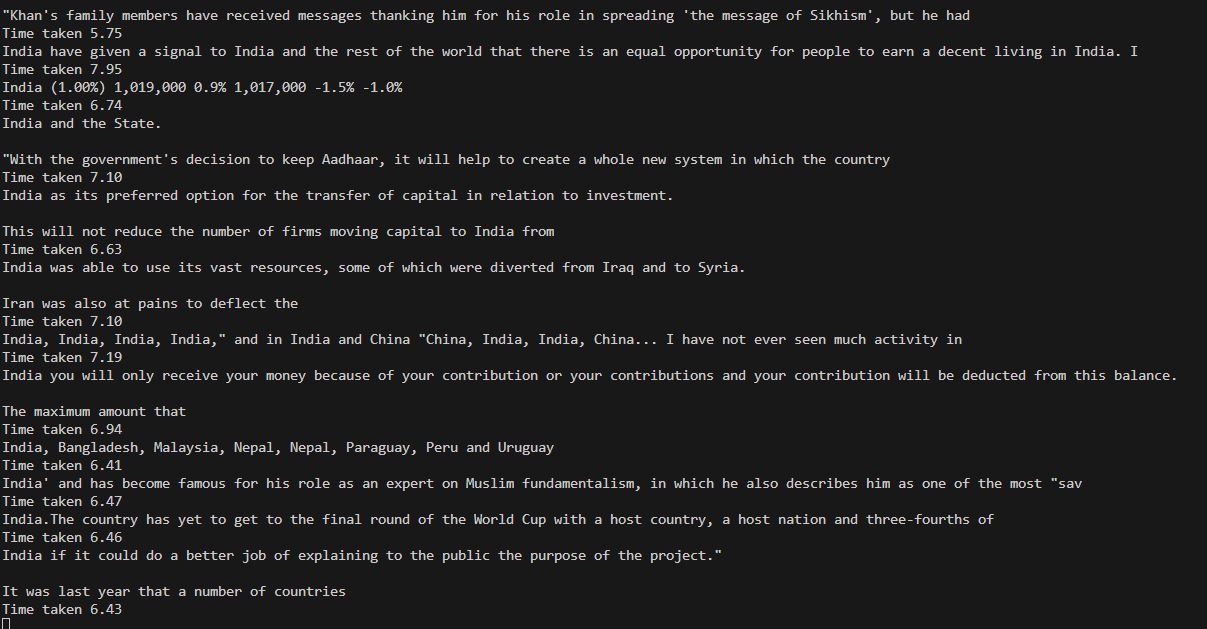 "Khan's family members have received messages thanking him for his role in spreading 'the message of Sikhism', but he had
Time taken 5.75
India have given a signal to India and the rest of the world that there is an equal opportunity for people to earn a decent living in India. I
Time taken 7.95
India (1.00%) 1,019,000 0.9% 1,017,000 -1.5% -1.0%
Time taken 6.74
India and the State.
"With the government's decision to keep Aadhaar, it will help to create a whole new system in which the country
Time taken 7.10
India as its preferred option for the transfer of capital in relation to investment.
This will not reduce the number of firms moving capital to India from
Time taken 6.63
India was able to use its vast resources, some of which were diverted from Iraq and to Syria.
Iran was also at pains to deflect the
Time taken 7.10
India, India, India, India," and in India and China "China, India, India, China... I have not ever seen much activity in
Time taken 7.19
India you will only receive your money because of your contribution or your contributions and your contribution will be deducted from this balance.
The maximum amount that
Time taken 6.94
India, Bangladesh, Malaysia, Nepal, Nepal, Paraguay, Peru and Uruguay
Time taken 6.41
India' and has become famous for his role as an expert on Muslim fundamentalism, in which he also describes him as one of the most "sav
Time taken 6.47
India.The country has yet to get to the final round of the World Cup with a host country, a host nation and three-fourths of
Time taken 6.46
India if it could do a better job of explaining to the public the purpose of the project."
It was last year that a number of countries
Time taken 6.43